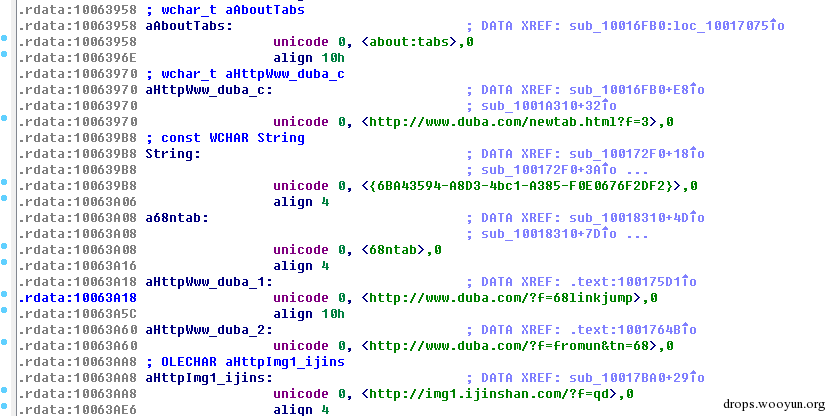 .rdata:10063958 ; wchar_t aAboutTabs
.rdata:10063958 aAboutTabs: ; DATA XREF: sub_10016FB0:loc_10017075↑o
.rdata:10063958 unicode 0, <about:tabs>,0
.rdata:1006396E align 10h
.rdata:10063970 ; wchar_t aHttpWww_duba_c
.rdata:10063970 aHttpWww_duba_c: ; DATA XREF: sub_10016FB0+E8↑o
.rdata:10063970 ; sub_1001A310+32↑o
.rdata:10063970 unicode 0, <http://www.duba.com/newtab.html?f=3>,0
.rdata:100639B8 ; const WCHAR String
.rdata:100639B8 String: ; DATA XREF: sub_100172F0+18↑o
.rdata:100639B8 ; sub_100172F0+3A↑o ...
.rdata:100639B8 unicode 0, <{6BA43594-A8D3-4bc1-A385-F0E0676F2DF2}>,0
.rdata:10063A06 align 4
.rdata:10063A08 a68ntab: ; DATA XREF: sub_10018310+4D↑o
.rdata:10063A08 ; sub_10018310+7D↑o ...
.rdata:10063A08 unicode 0, <68ntab>,0
.rdata:10063A16 align 4
.rdata:10063A18 aHttpWww_duba_1: ; DATA XREF: .text:100175D1↑o
.rdata:10063A18 unicode 0, <http://www.duba.com/?f=68linkjump>,0
.rdata:10063A5C align 10h
.rdata:10063A60 aHttpWww_duba_2: ; DATA XREF: .text:1001764B↑o
.rdata:10063A60 unicode 0, <http://www.duba.com/?f=fromun&tn=68>,0
.rdata:10063AA8 ; OLECHAR aHttpImg1_ijins
.rdata:10063AA8 aHttpImg1_ijins: ; DATA XREF: sub_10017BA0+29↑o
.rdata:10063AA8 unicode 0, <http://img1.ijinshan.com/?f=qd>,0
.rdata:10063AE6 align 4
drops.wooyun.org